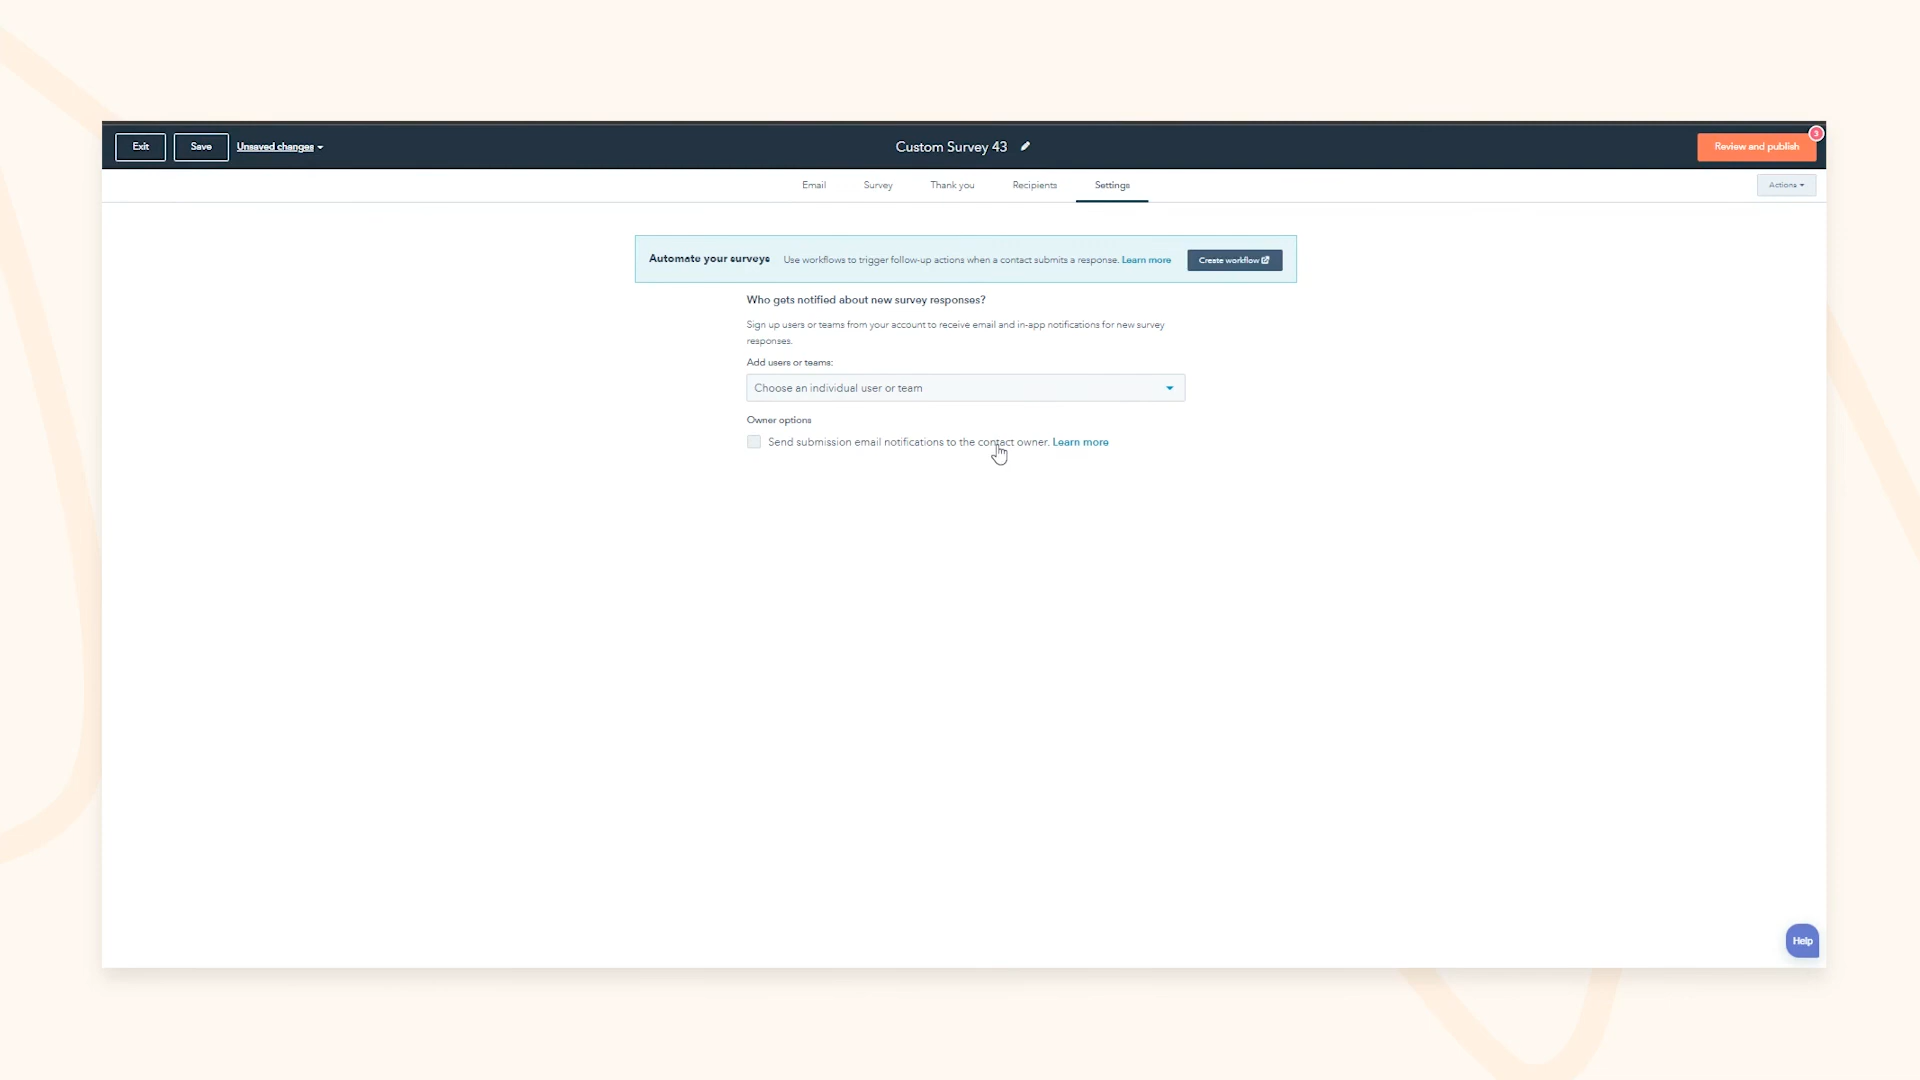 Exit
Save
Unsaved changes
Custom Survey 43
3
Review and publish
Email
Survey
Thank you
Recipients
Settings
Actions
Automate your surveys
Use workflows to trigger follow-up actions when a contact submits a response. Learn more
Create workflow
Who gets notified about new survey responses?
Sign up users or teams from your account to receive email and in-app notifications for new survey
responses.
Add users or teams:
Choose an individual user or team
Owner options
Send submission email notifications to the contact owner. Learn more
Help